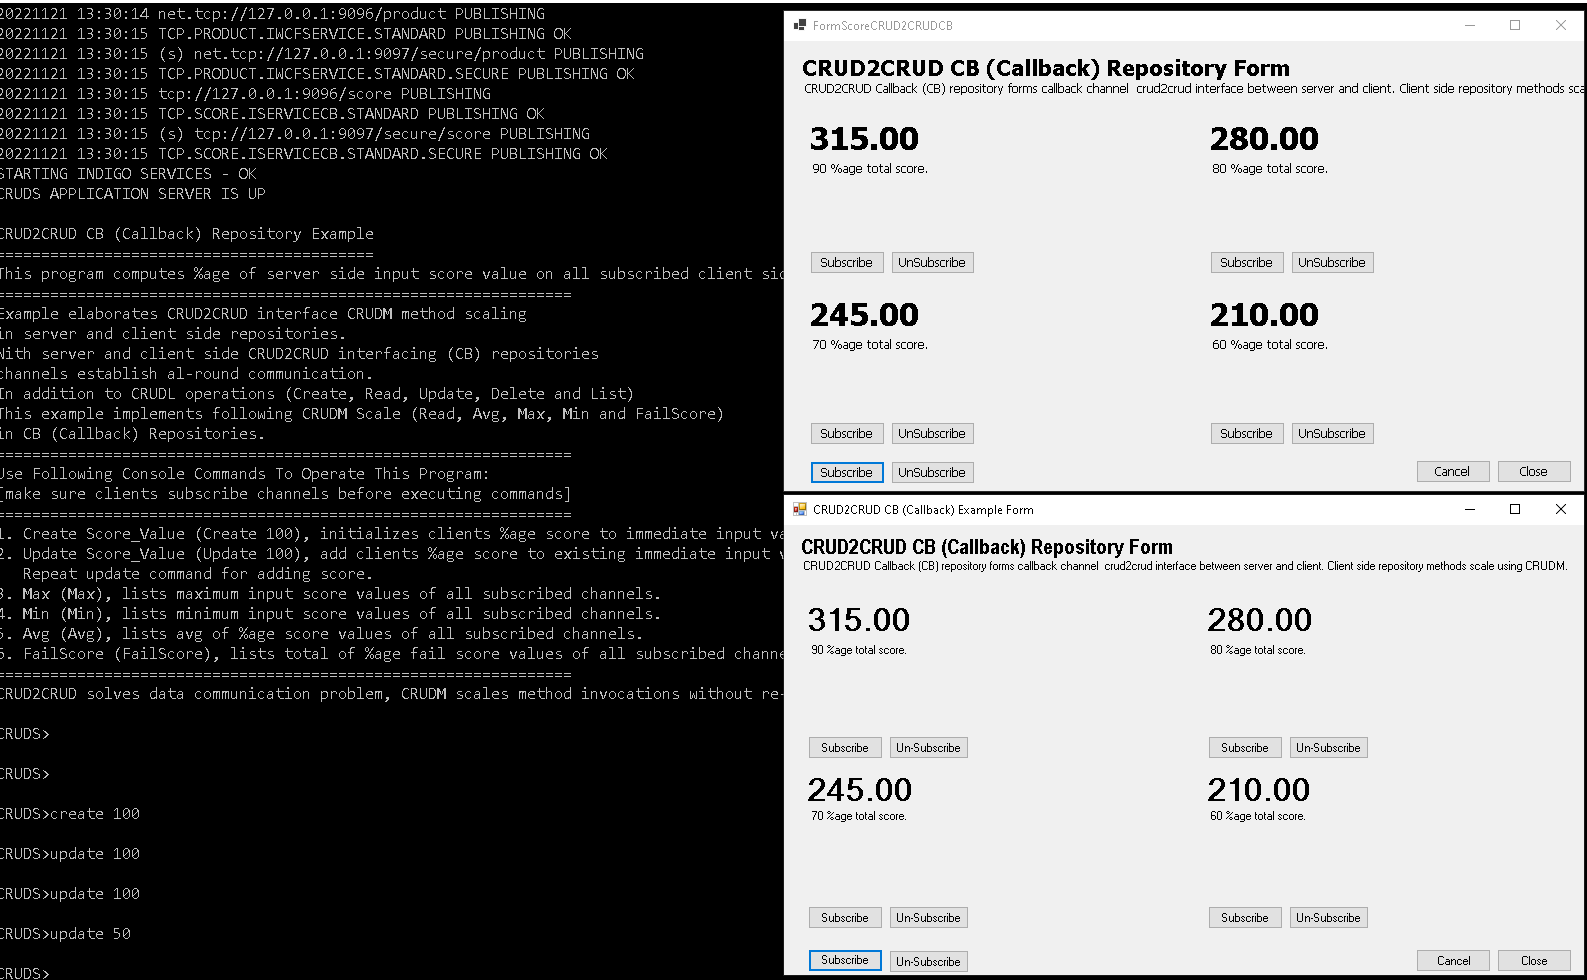 20221121 13:30:14 net.tcp://127.0.0.1:9096/product PUBLISHING
20221121 13:30:15 TCP.PRODUCT.IWCFSERVICE.STANDARD PUBLISHING OK
20221121 13:30:15 (s) net.tcp://127.0.0.1:9097/secure/product PUBLISHING
20221121 13:30:15 TCP.PRODUCT.IWCFSERVICE.STANDARD.SECURE PUBLISHING OK
20221121 13:30:15 tcp://127.0.0.1:9096/score PUBLISHING
20221121 13:30:15 TCP.SCORE.ISERVICECB.STANDARD PUBLISHING OK
20221121 13:30:15 (s) tcp://127.0.0.1:9097/secure/score PUBLISHING
20221121 13:30:15 TCP.SCORE.ISERVICECB.STANDARD.SECURE PUBLISHING OK
STARTING INDIGO SERVICES - OK
CRUDS APPLICATION SERVER IS UP
CRUD2CRUD CB (Callback) Repository Example
==========================================
This program computes %age of server side input score value on all subscribed client sid
================================================================
Example elaborates CRUD2CRUD interface CRUDM method scaling
in server and client side repositories.
With server and client side CRUD2CRUD interfacing (CB) repositories
channels establish al-round communication.
In addition to CRUDL operations (Create, Read, Update, Delete and List)
This example implements following CRUDM Scale (Read, Avg, Max, Min and FailScore)
in CB (Callback) Repositories.
================================================================
Use Following Console Commands To Operate This Program:
[make sure clients subscribe channels before executing commands]
================================================================
1. Create Score_Value (Create 100), initializes clients %age score to immediate input va
2. Update Score_Value (Update 100), add clients %age score to existing immediate input v
Repeat update command for adding score.
3. Max (Max), lists maximum input score values of all subscribed channels.
4. Min (Min), lists minimum input score values of all subscribed channels.
5. Avg (Avg), lists avg of %age score values of all subscribed channels.
6. FailScore (FailScore), lists total of %age fail score values of all subscribed channe
================================================================
CRUD2CRUD solves data communication problem, CRUDM scales method invocations without re-
CRUDS>
CRUDS>
CRUDS>create 100
CRUDS>update 100
CRUDS>update 100
CRUDS>update 50
CRUDS>
FormScoreCRUD2CRUDCB
CRUD2CRUD CB (Callback) Repository Form
CRUD2CRUD Callback (CB) repository forms callback channel crud2crud interface between server and client. Client side repository methods sca
315.00 280.00
90 %age total score. 80 %age total score.
Subscribe UnSubscribe Subscribe UnSubscribe
245.00 210.00
70 %age total score. 60 %age total score.
Subscribe UnSubscribe Subscribe UnSubscribe
Subscribe UnSubscribe Cancel Close
CRUD2CRUD CB (Callback) Example Form
CRUD2CRUD CB (Callback) Repository Form
CRUD2CRUD Callback (CB) repository forms callback channel crud2crud interface between server and client. Client side repository methods scale using CRUDM.
315.00 280.00
90 %age total score. 80 %age total score.
Subscribe Un-Subscribe Subscribe Un-Subscribe
245.00 210.00
70 %age total score. 60 %age total score.
Subscribe Un-Subscribe Subscribe Un-Subscribe
Subscribe Un-Subscribe Cancel Close